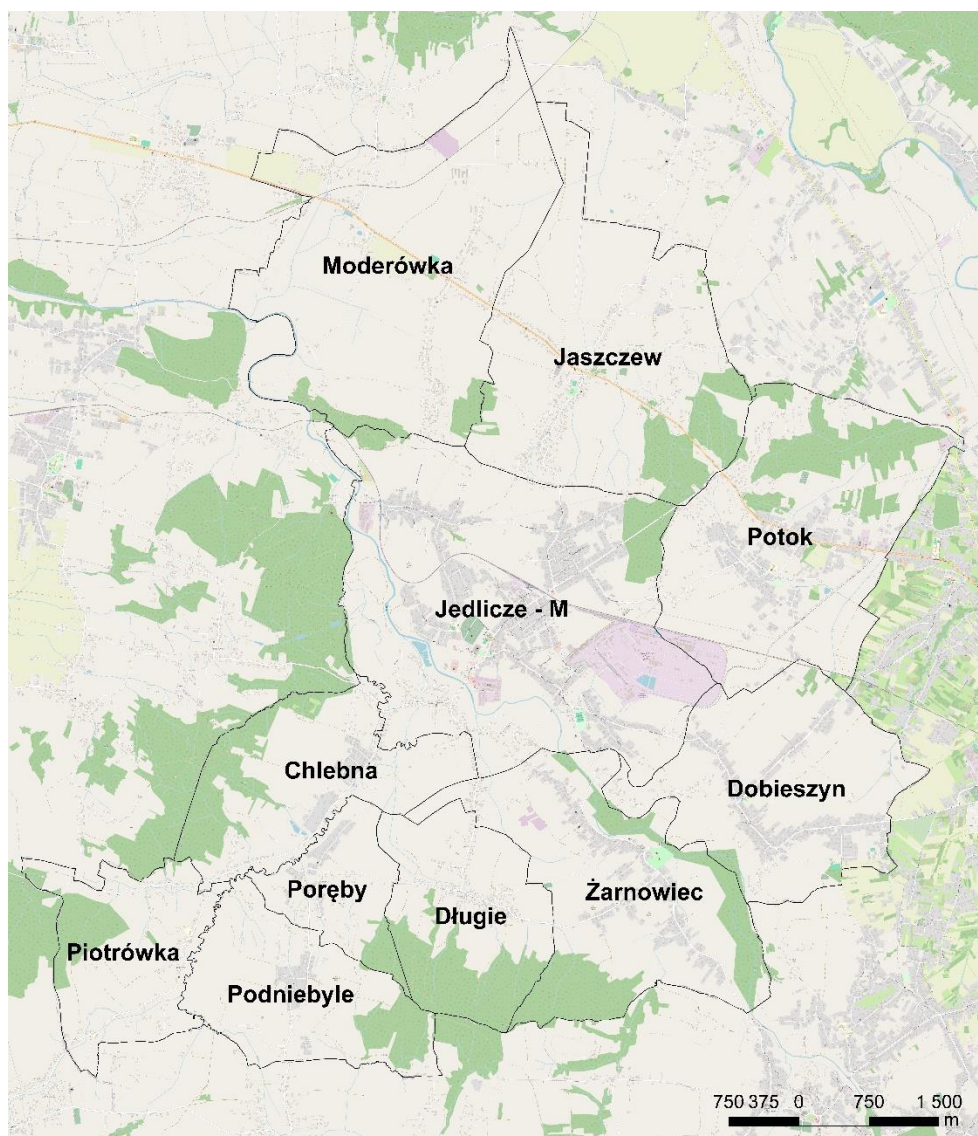 Moderówka
Jaszczew
Potok
Jedlicze - M
Chlebna
Dobieszyn
Poręby
Żarnowiec
Długie
Piotrówka
Podniebyle
750 375 0 750 1 500
m